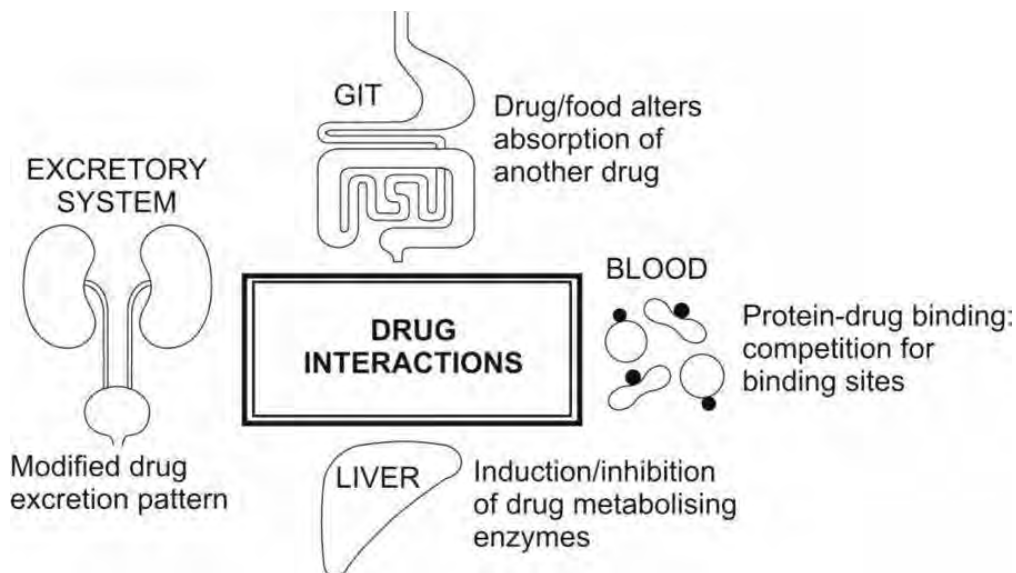 GIT
Drug/food alters
absorption of
another drug
EXCRETORY
SYSTEM
Modified drug
excretion pattern
DRUG
INTERACTIONS
BLOOD
Protein-drug binding:
competition for
binding sites
LIVER
Induction/inhibition
of drug metabolising
enzymes